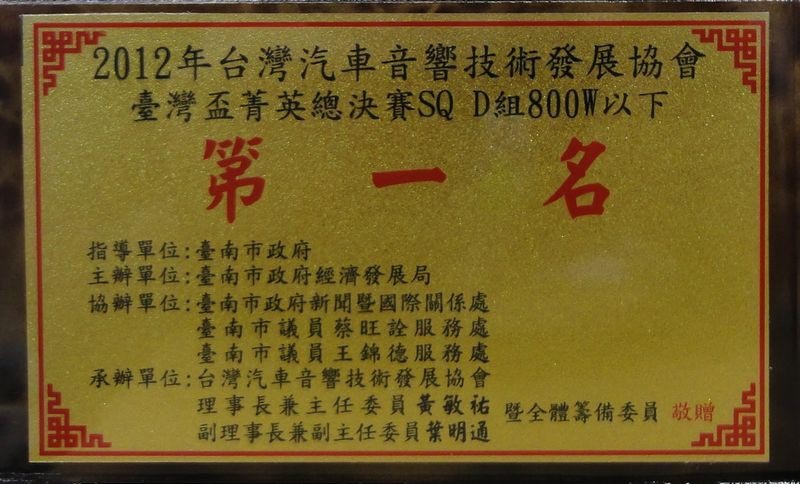 2012年台灣汽車音響技術發展協會
臺灣盃菁英總決賽SQ D組800W以下
第一名
指導單位:臺南市政府
主辦單位:臺南市政府經濟發展局
協辦單位:臺南市政府新聞暨國際關係處
臺南市議員蔡旺詮服務處
臺南市議員王錦德服務處
承辦單位:台灣汽車音響技術發展協會
理事長兼主任委員黃敏祐
副理事長兼副主任委員葉明通
暨全體籌備委員 敬贈